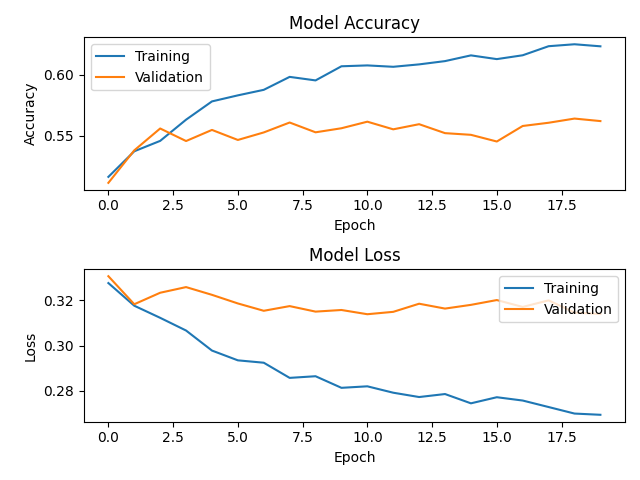 Model Accuracy
Training
Validation
0.60
0.55
Accuracy
0.0 2.5 5.0 7.5 10.0 12.5 15.0 17.5
Epoch
Model Loss
Training
Validation
0.32
0.30
0.28
Loss
0.0 2.5 5.0 7.5 10.0 12.5 15.0 17.5
Epoch